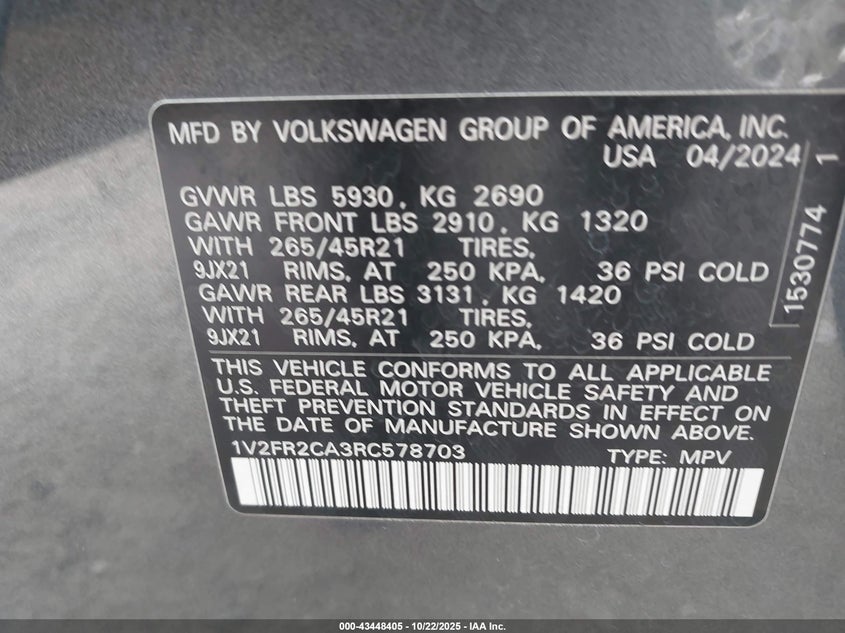 MFD BY VOLKSWAGEN GROUP OF AMERICA, INC.
USA 04/2024 1
GVWR LBS 5930, KG 2690
GAWR FRONT LBS 2910, KG 1320
WITH 265/45R21 TIRES,
9JX21 RIMS, AT 250 KPA, 36 PSI COLD
GAWR REAR LBS 3131, KG 1420
WITH 265/45R21 TIRES,
9JX21 RIMS, AT 250 KPA, 36 PSI COLD
1530774
THIS VEHICLE CONFORMS TO ALL APPLICABLE
U.S. FEDERAL MOTOR VEHICLE SAFETY AND
THEFT PREVENTION STANDARDS IN EFFECT ON
THE DATE OF MANUFACTURE SHOWN ABOVE.
1V2FR2CA3RC578703 TYPE: MPV
000-43448405 - 10/22/2025 - IAA Inc.